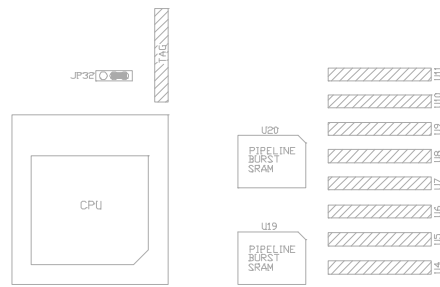 TAG
JP32
U11
U10
U9
U8
U7
U6
U5
U4
U20
PIPELINE
BURST
SRAM
CPU
U19
PIPELINE
BURST
SRAM